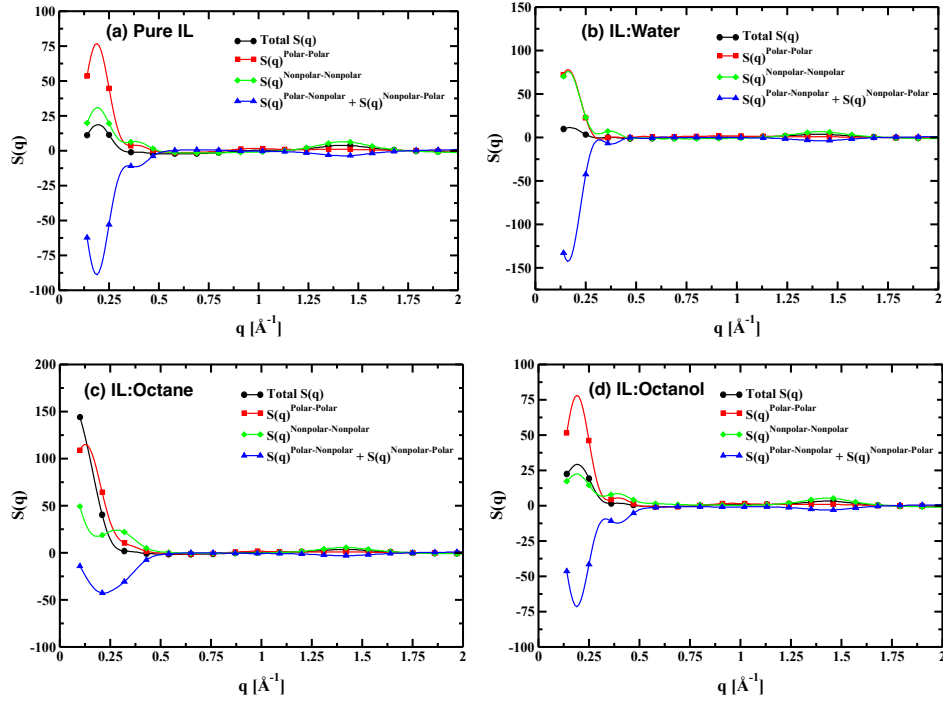 (a) Pure IL
Total S(q)
S(q)^Polar-Polar
S(q)^Nonpolar-Nonpolar
S(q)^Polar-Nonpolar + S(q)^Nonpolar-Polar
100
75
50
25
0
-25
-50
-75
-100
S(q)
0 0.25 0.5 0.75 1 1.25 1.5 1.75 2
q [Å^-1]
(b) IL:Water
Total S(q)
S(q)^Polar-Polar
S(q)^Nonpolar-Nonpolar
S(q)^Polar-Nonpolar + S(q)^Nonpolar-Polar
150
100
50
0
-50
-100
-150
S(q)
0 0.25 0.5 0.75 1 1.25 1.5 1.75 2
q [Å^-1]
(c) IL:Octane
Total S(q)
S(q)^Polar-Polar
S(q)^Nonpolar-Nonpolar
S(q)^Polar-Nonpolar + S(q)^Nonpolar-Polar
200
150
100
50
0
-50
-100
S(q)
0 0.25 0.5 0.75 1 1.25 1.5 1.75 2
q [Å^-1]
(d) IL:Octanol
Total S(q)
S(q)^Polar-Polar
S(q)^Nonpolar-Nonpolar
S(q)^Polar-Nonpolar + S(q)^Nonpolar-Polar
100
75
50
25
0
-25
-50
-75
-100
S(q)
0 0.25 0.5 0.75 1 1.25 1.5 1.75 2
q [Å^-1]